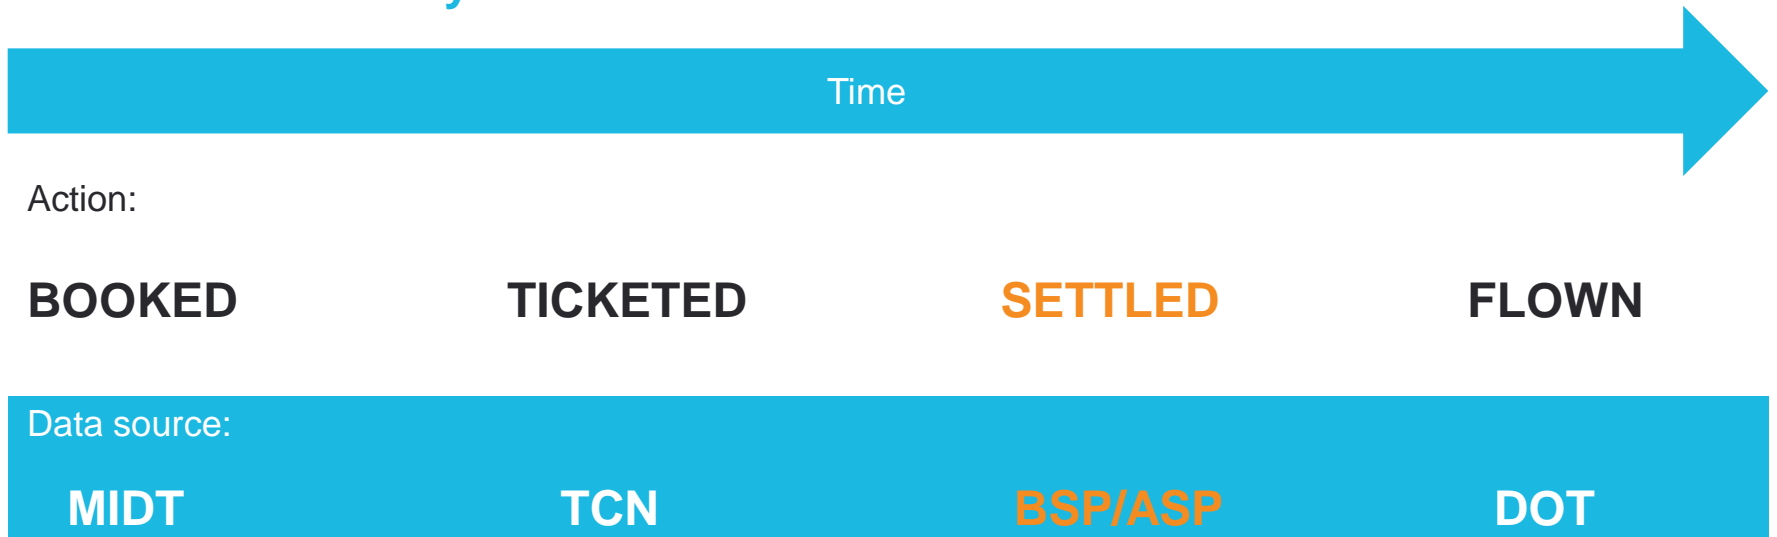 Time
Action:
BOOKED TICKETED SETTLED FLOWN
Data source:
MIDT TCN BSP/ASP DOT